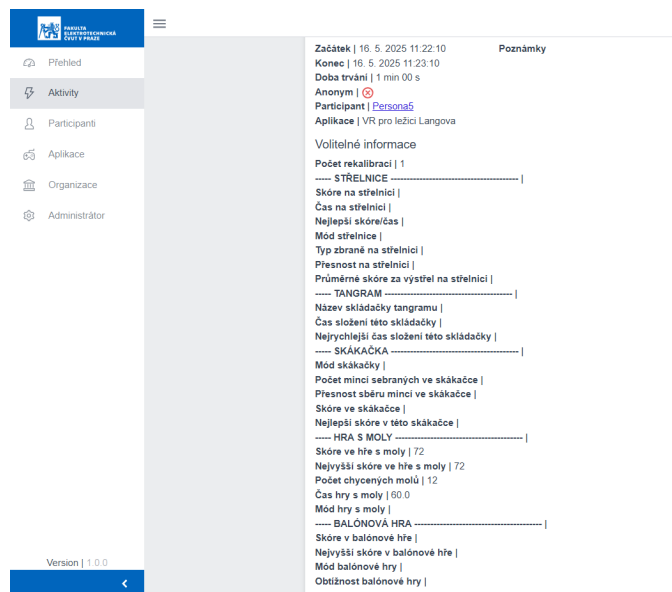 FAKULTA
ELEKTROTECHNICKÁ
ČVUT V PRAZE
Přehled
Aktivity
Participanti
Aplikace
Organizace
Administrátor
Version | 1.0.0
Začátek | 16. 5. 2025 11:22:10 Poznámky
Konec | 16. 5. 2025 11:23:10
Doba trvání | 1 min 00 s
Anonym |
Participant | Persona5
Aplikace | VR pro ležící Langova
Volitelné informace
Počet rekalibrací | 1
----- STŘELNICE ---------------------------------------- |
Skóre na střelnici |
Čas na střelnici |
Nejlepší skóre/čas |
Mód střelnice |
Typ zbraně na střelnici |
Přesnost na střelnici |
Průměrné skóre za výstřel na střelnici |
----- TANGRAM ---------------------------------------- |
Název skládačky tangramu |
Čas složení této skládačky |
Nejrychlejší čas složení této skládačky |
----- SKÁKAČKA ---------------------------------------- |
Mód skákačky |
Počet mincí sebraných ve skákačce |
Přesnost sběru mincí ve skákačce |
Skóre ve skákačce |
Nejlepší skóre v této skákačce |
----- HRA S MOLY ---------------------------------------- |
Skóre ve hře s moly | 72
Nejvyšší skóre ve hře s moly | 72
Počet chycených molů | 12
Čas hry s moly | 60.0
Mód hry s moly |
----- BALÓNOVÁ HRA ---------------------------------------- |
Skóre v balónové hře |
Nejvyšší skóre v balónové hře |
Mód balónové hry |
Obtížnost balónové hry |